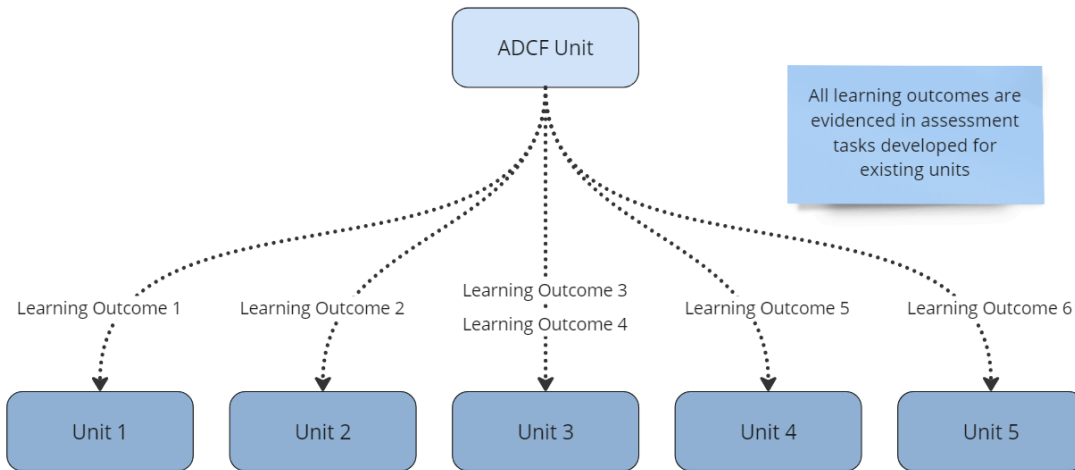 ADCF Unit
All learning outcomes are
evidenced in assessment
tasks developed for
existing units
Learning Outcome 1
Learning Outcome 2
Learning Outcome 3
Learning Outcome 4
Learning Outcome 5
Learning Outcome 6
Unit 1
Unit 2
Unit 3
Unit 4
Unit 5